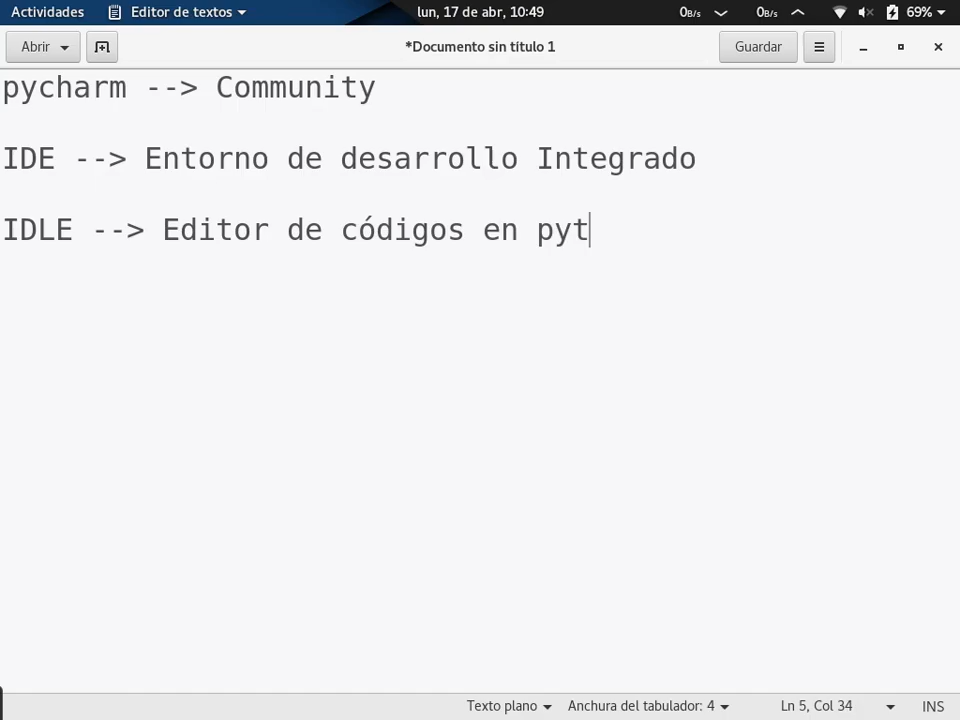 Actividades Editor de textos lun, 17 de abr, 10:49 0B/s 0B/s 69%
Abrir *Documento sin título 1 Guardar
pycharm --> Community
IDE --> Entorno de desarrollo Integrado
IDLE --> Editor de códigos en pyt
Texto plano Anchura del tabulador: 4 Ln 5, Col 34 INS